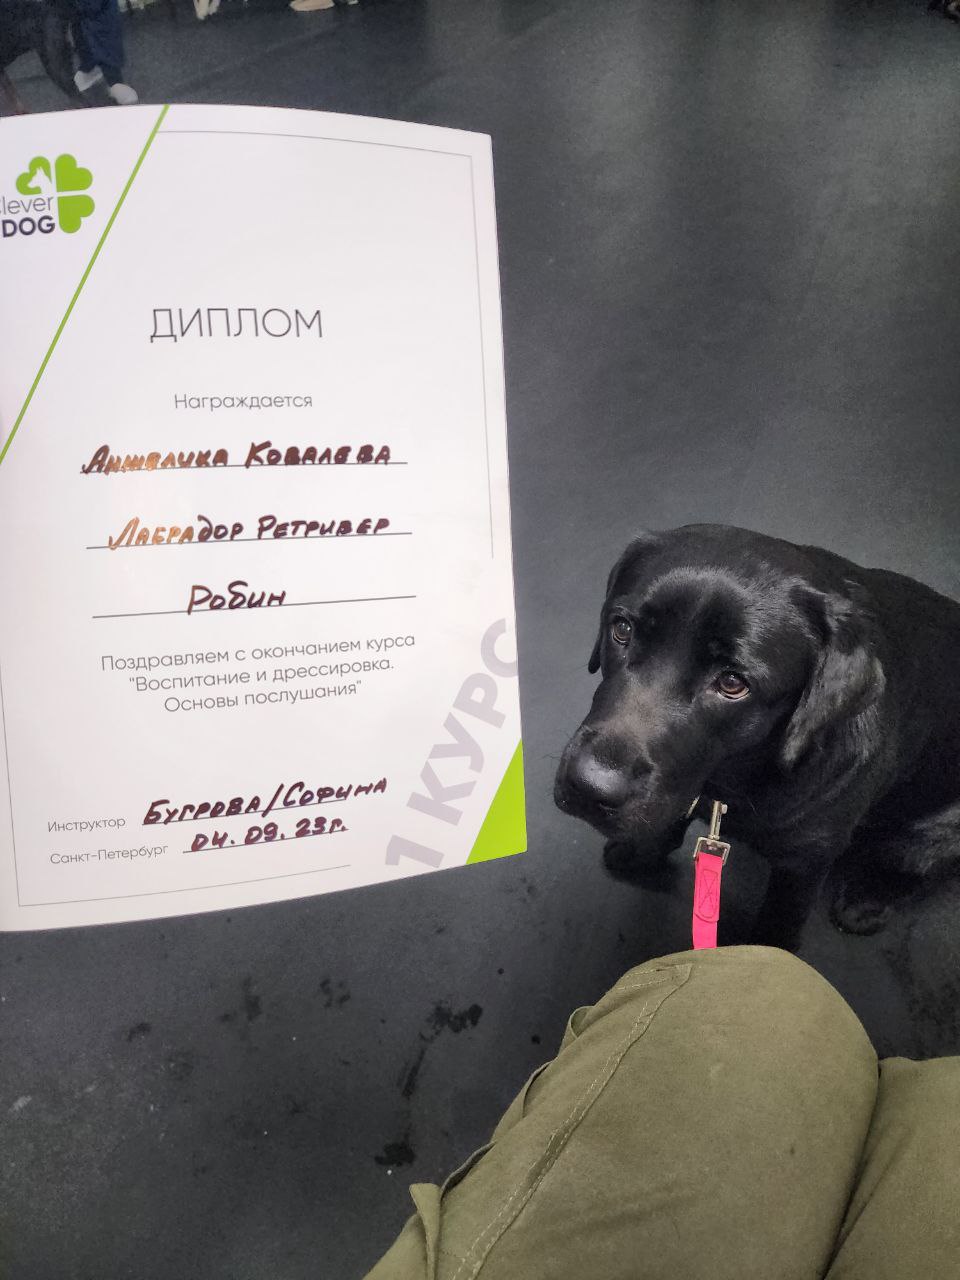 Clever
DOG
ДИПЛОМ
Награждается
Анжелика Ковалева
Лабрадор Ретривер
Робин
Поздравляем с окончанием курса
"Воспитание и дрессировка.
Основы послушания"
1 КУРС
Инструктор Бугрова/Софина
Санкт-Петербург 04.09.23г.